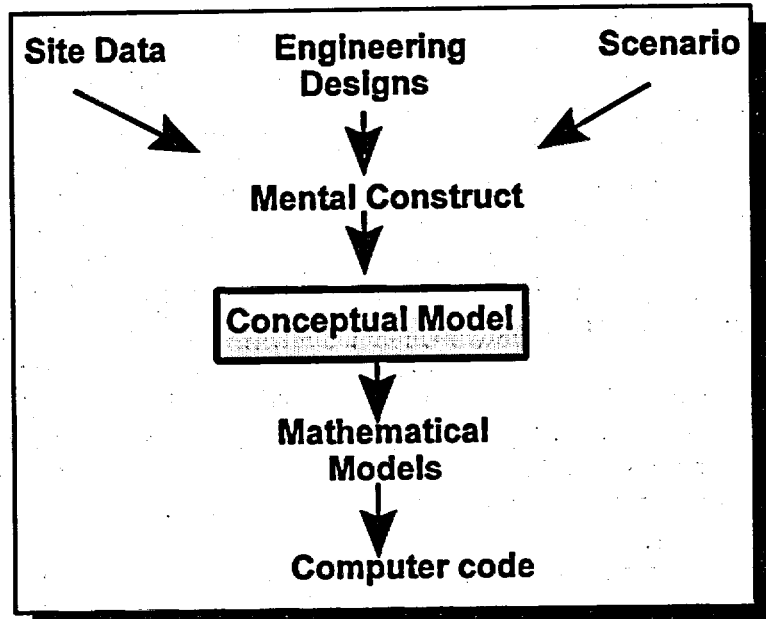 Site Data
Engineering
Designs
Scenario
Mental Construct
Conceptual Model
Mathematical
Models
Computer code